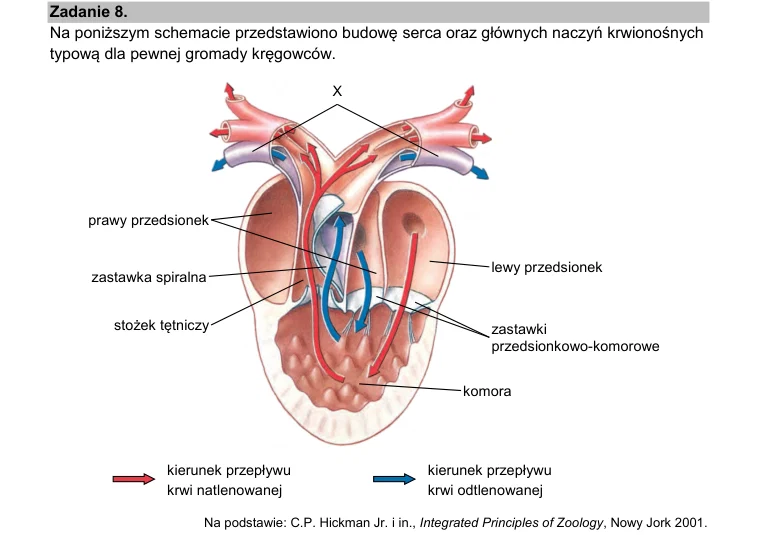 Zadanie 8.
Na poniższym schemacie przedstawiono budowę serca oraz głównych naczyń krwionośnych
typową dla pewnej gromady kręgowców.
X
prawy przedsionek
zastawka spiralna
lewy przedsionek
stożek tętniczy
zastawki
przedsionkowo-komorowe
komora
kierunek przepływu
krwi natlenowanej
kierunek przepływu
krwi odtlenowanej
Na podstawie: C.P. Hickman Jr. i in., Integrated Principles of Zoology, Nowy Jork 2001.